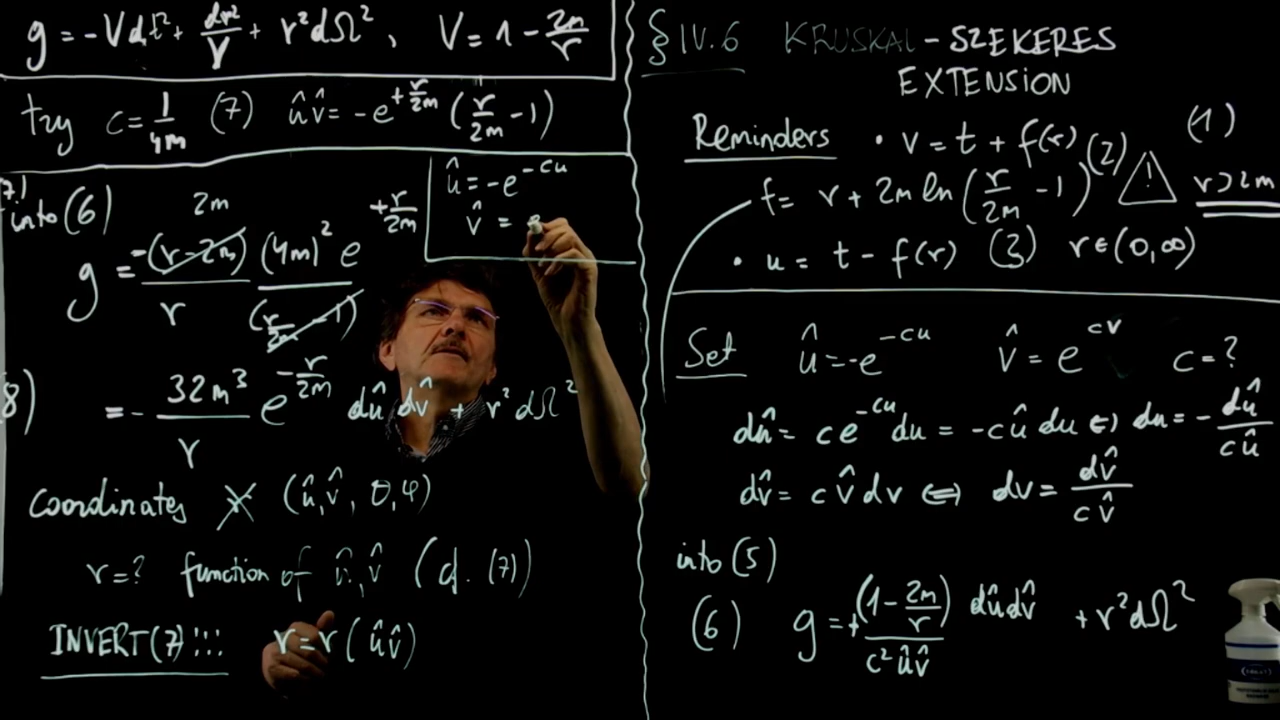 g = -Vdt² + dr²/V + r²dΩ², V = 1 - 2m/r
try c = 1/4m (7) ûv̂ = -e^{+r/2m} (r/2m - 1)
(7) into (6)
û = -e^{-cu}
v̂ =
g = -(r-2m)/r (4m)² e^{+r/2m}/(r/2m - 1)
2m
(8) = - 32m³/r e^{-r/2m} dûdv̂ + r²dΩ²
Coordinates (û, v̂, θ, φ)
r = ? function of û, v̂ (cf. (7))
INVERT (7) !!! r = r(ûv̂)
§ IV.6 KRUSKAL-SZEKERES
EXTENSION
Reminders • v = t + f(r) (1)
f = r + 2m ln (r/2m - 1) (2) ! r>2m
• u = t - f(r) (3) r∈(0,∞)
Set û = -e^{-cu} v̂ = e^{cv} c = ?
dû = ce^{-cu}du = -cûdu ⇔ du = - dû/cû
dv̂ = cv̂dv ⇔ dv = dv̂/cv̂
into (5)
(6) g = +(1 - 2m/r)/c²ûv̂ dûdv̂ + r²dΩ²